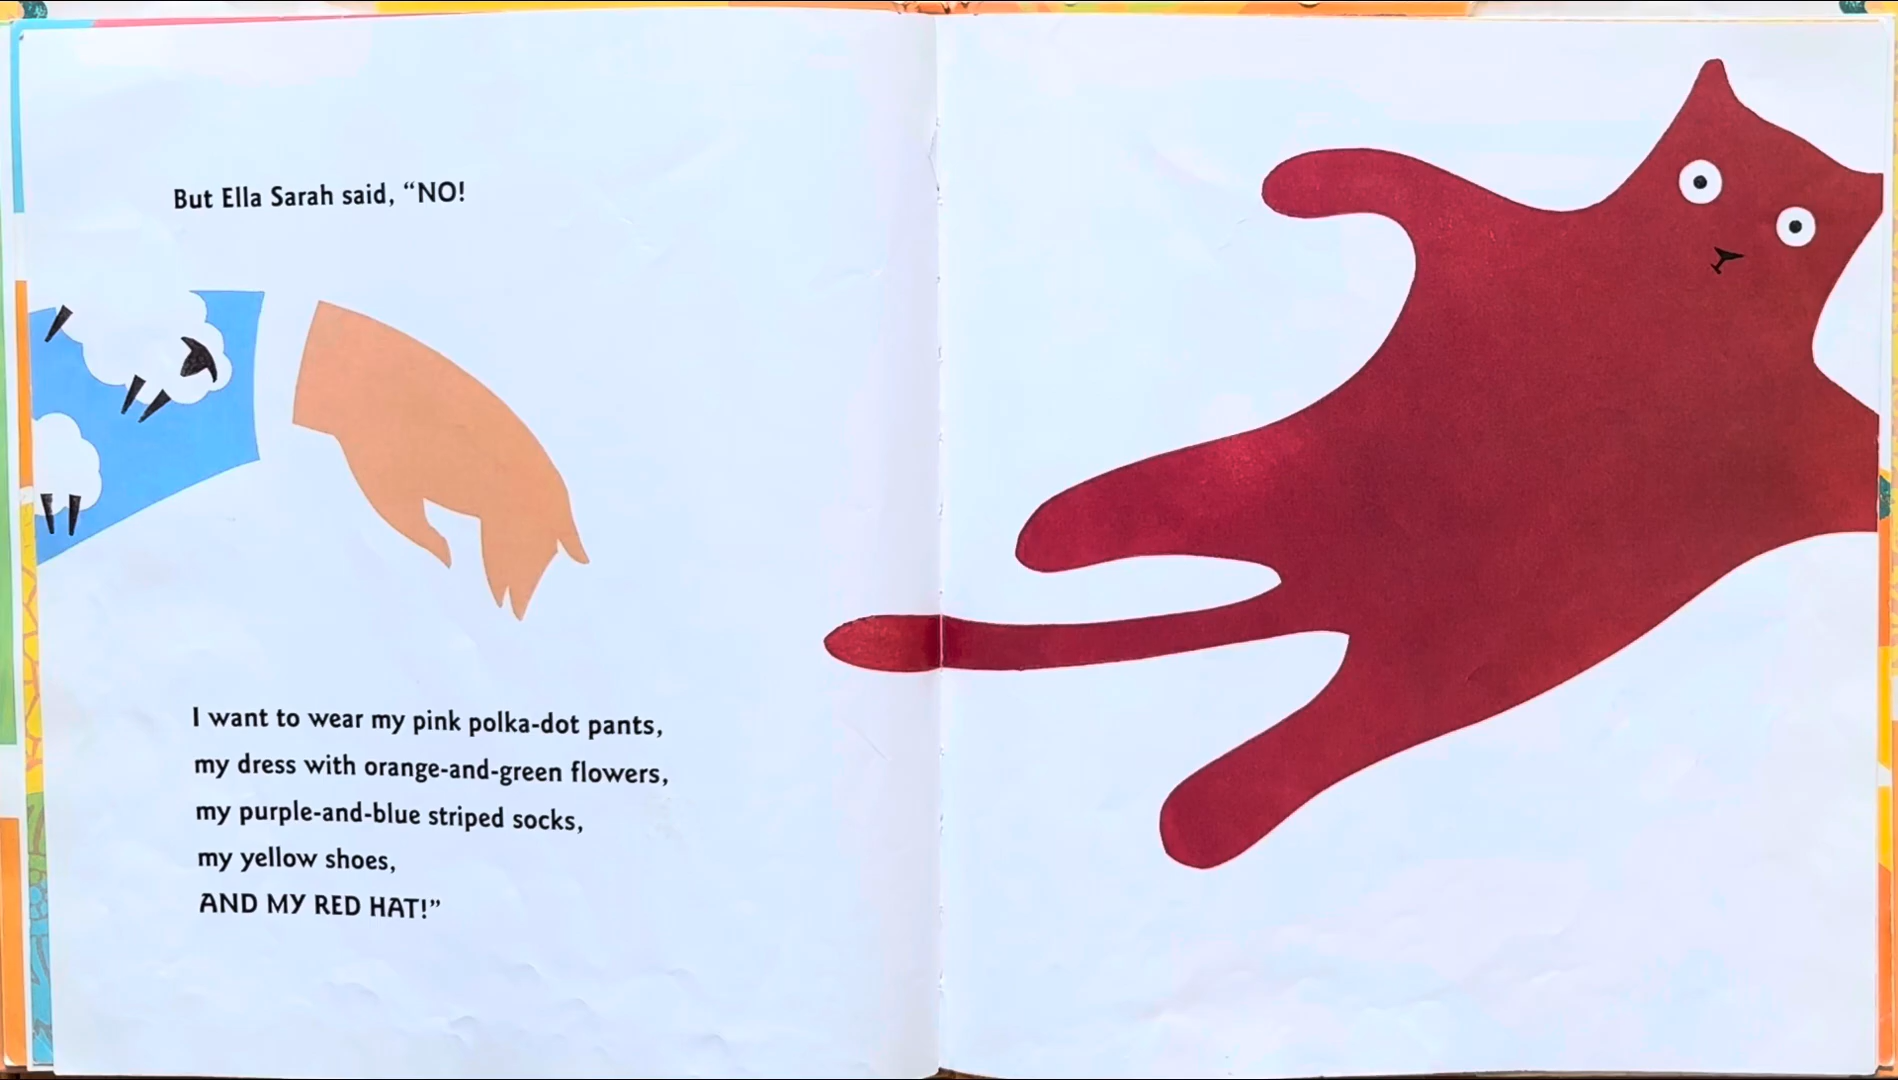 But Ella Sarah said, “NO!
I want to wear my pink polka-dot pants,
my dress with orange-and-green flowers,
my purple-and-blue striped socks,
my yellow shoes,
AND MY RED HAT!”